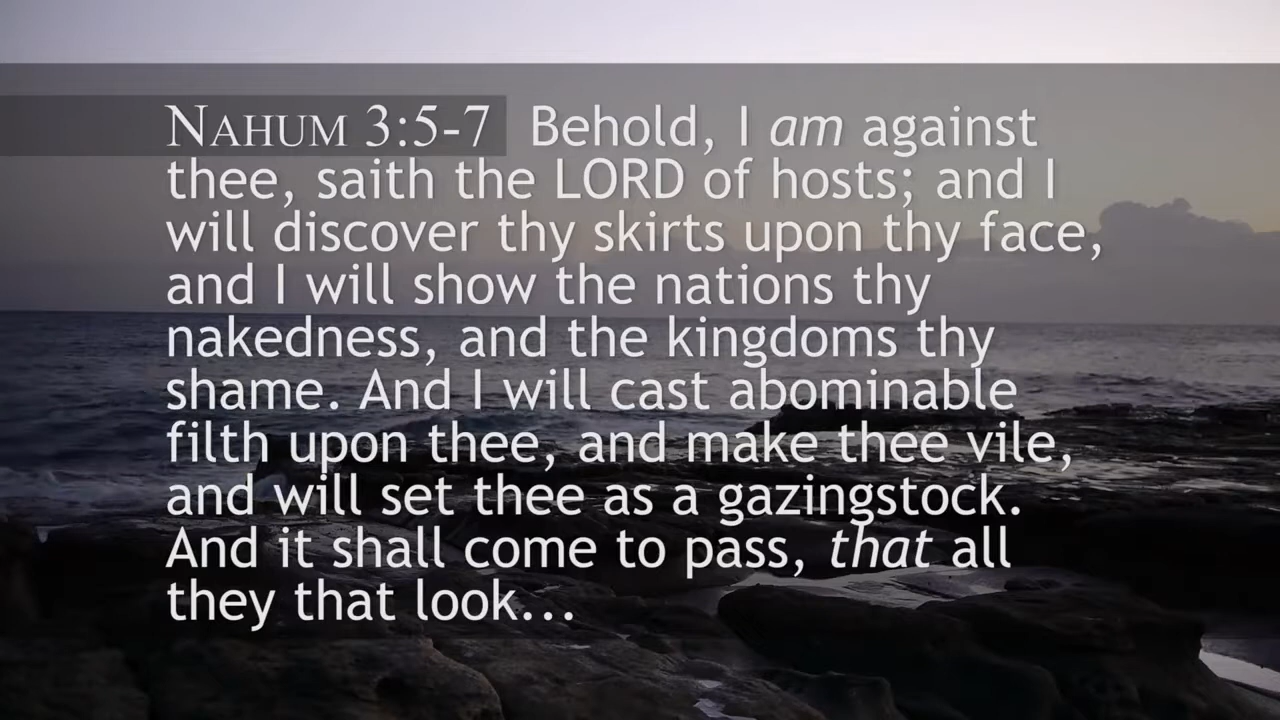 NAHUM 3:5-7 Behold, I am against
thee, saith the LORD of hosts; and I
will discover thy skirts upon thy face,
and I will show the nations thy
nakedness, and the kingdoms thy
shame. And I will cast abominable
filth upon thee, and make thee vile,
and will set thee as a gazingstock.
And it shall come to pass, that all
they that look...